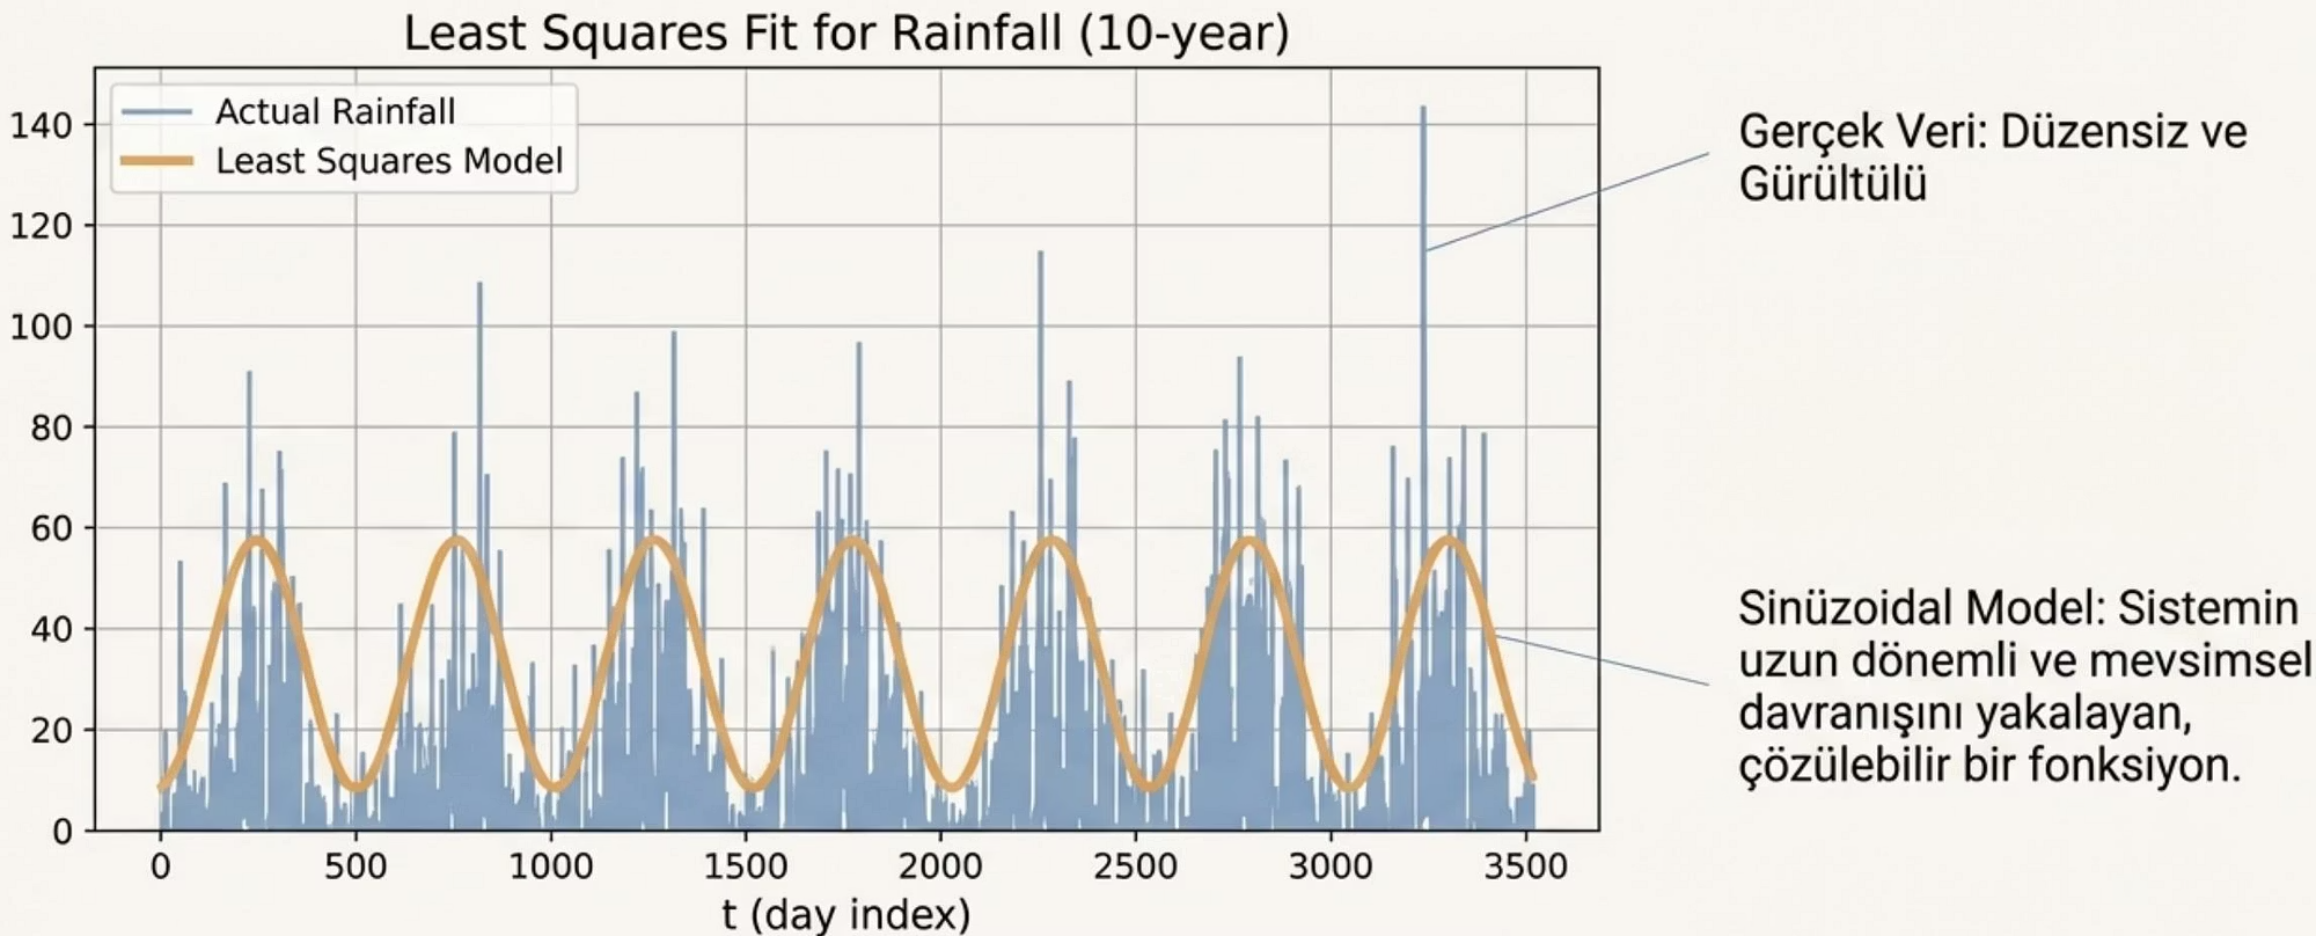 Least Squares Fit for Rainfall (10-year)
Actual Rainfall
Least Squares Model
140
120
100
80
60
40
20
0
0 500 1000 1500 2000 2500 3000 3500
t (day index)
Gerçek Veri: Düzensiz ve
Gürültülü
Sinüzoidal Model: Sistemin
uzun dönemli ve mevsimsel
davranışını yakalayan,
çözülebilir bir fonksiyon.